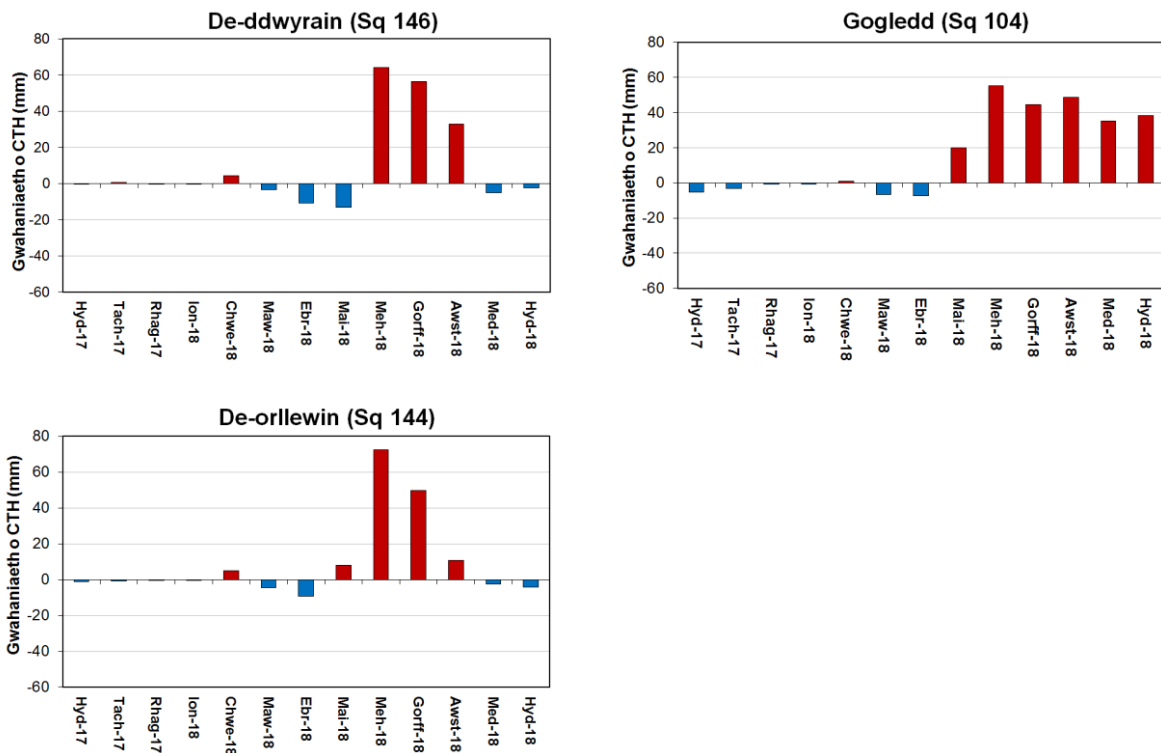 De-ddwyrain (Sq 146)
Gwahaniaeth o CTH (mm)
80
60
40
20
0
-20
-40
-60
Hyd-17
Tach-17
Rhag-17
Ion-18
Chwe-18
Maw-18
Ebr-18
Mai-18
Meh-18
Gorff-18
Awst-18
Med-18
Hyd-18
Gogledd (Sq 104)
Gwahaniaeth o CTH (mm)
80
60
40
20
0
-20
-40
-60
Hyd-17
Tach-17
Rhag-17
Ion-18
Chwe-18
Maw-18
Ebr-18
Mai-18
Meh-18
Gorff-18
Awst-18
Med-18
Hyd-18
De-orllewin (Sq 144)
Gwahaniaeth o CTH (mm)
80
60
40
20
0
-20
-40
-60
Hyd-17
Tach-17
Rhag-17
Ion-18
Chwe-18
Maw-18
Ebr-18
Mai-18
Meh-18
Gorff-18
Awst-18
Med-18
Hyd-18